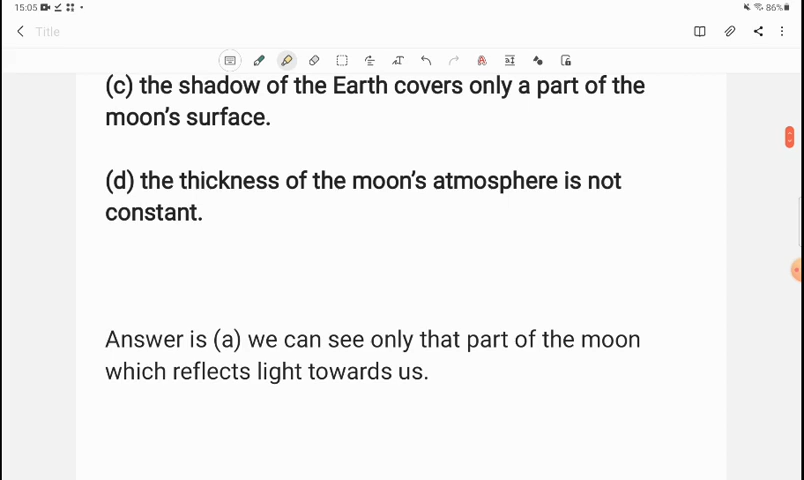 15:05
86%
Title
(c) the shadow of the Earth covers only a part of the
moon’s surface.
(d) the thickness of the moon’s atmosphere is not
constant.
Answer is (a) we can see only that part of the moon
which reflects light towards us.